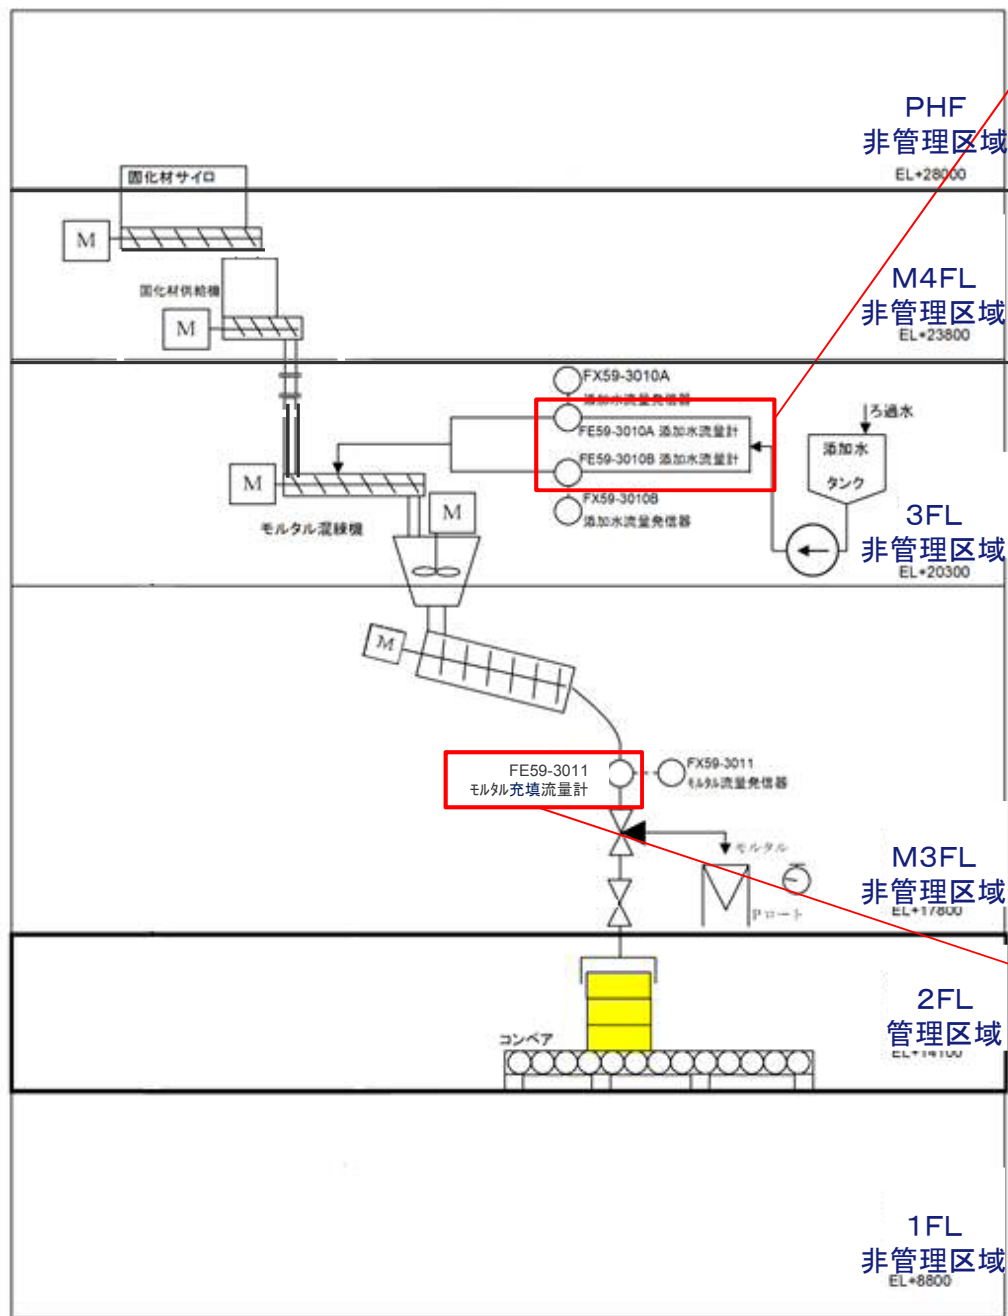 PHF
非管理区域
EL+28000
固化材サイロ
M
M4FL
非管理区域
EL+23800
固化材供給機
M
FX59-3010A
添加水流量発信器
FE59-3010A 添加水流量計
FE59-3010B 添加水流量計
FX59-3010B
添加水流量発信器
ろ過水
添加水
タンク
M
モルタル混練機
M
3FL
非管理区域
EL+20300
M
FE59-3011
ﾓﾙﾀﾙ充填流量計
FX59-3011
ﾓﾙﾀﾙ流量発信器
モルタル
Pロート
M3FL
非管理区域
EL+17800
2FL
管理区域
EL+14100
コンベア
1FL
非管理区域
EL+8800